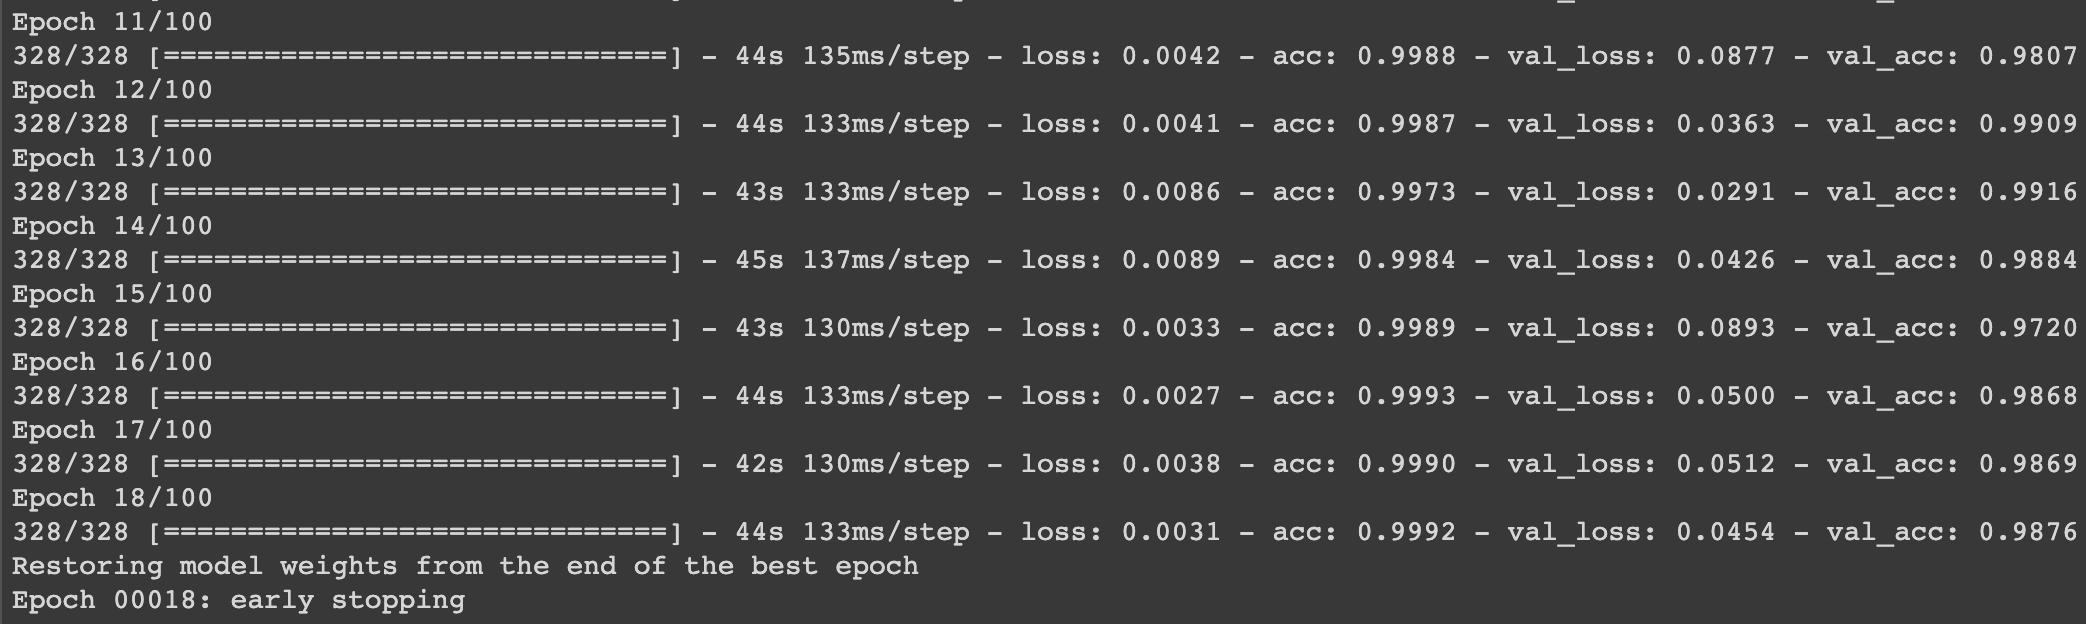 Epoch 11/100
328/328 [==============================] - 44s 135ms/step - loss: 0.0042 - acc: 0.9988 - val_loss: 0.0877 - val_acc: 0.9807
Epoch 12/100
328/328 [==============================] - 44s 133ms/step - loss: 0.0041 - acc: 0.9987 - val_loss: 0.0363 - val_acc: 0.9909
Epoch 13/100
328/328 [==============================] - 43s 133ms/step - loss: 0.0086 - acc: 0.9973 - val_loss: 0.0291 - val_acc: 0.9916
Epoch 14/100
328/328 [==============================] - 45s 137ms/step - loss: 0.0089 - acc: 0.9984 - val_loss: 0.0426 - val_acc: 0.9884
Epoch 15/100
328/328 [==============================] - 43s 130ms/step - loss: 0.0033 - acc: 0.9989 - val_loss: 0.0893 - val_acc: 0.9720
Epoch 16/100
328/328 [==============================] - 44s 133ms/step - loss: 0.0027 - acc: 0.9993 - val_loss: 0.0500 - val_acc: 0.9868
Epoch 17/100
328/328 [==============================] - 42s 130ms/step - loss: 0.0038 - acc: 0.9990 - val_loss: 0.0512 - val_acc: 0.9869
Epoch 18/100
328/328 [==============================] - 44s 133ms/step - loss: 0.0031 - acc: 0.9992 - val_loss: 0.0454 - val_acc: 0.9876
Restoring model weights from the end of the best epoch
Epoch 00018: early stopping